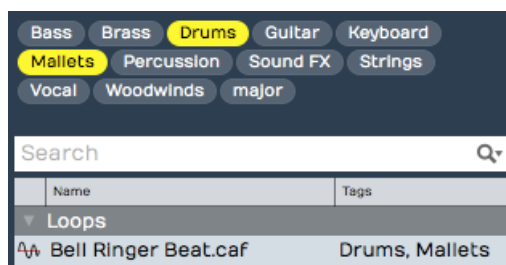 Bass Brass Drums Guitar Keyboard
Mallets Percussion Sound FX Strings
Vocal Woodwinds major
Search
Name Tags
Loops
Bell Ringer Beat.caf Drums, Mallets